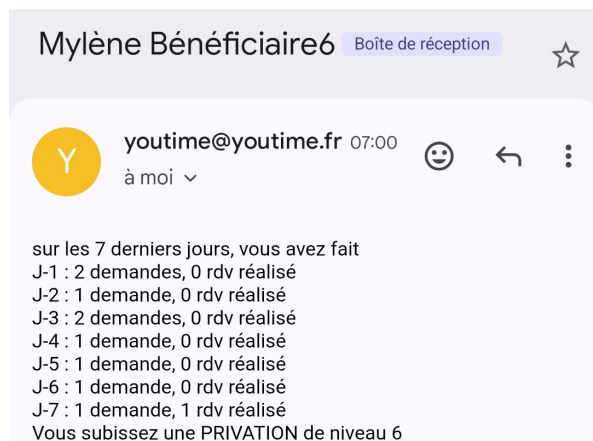 Mylène Bénéficiaire6 Boîte de réception
Y
youtime@youtime.fr 07:00
à moi
sur les 7 derniers jours, vous avez fait
J-1 : 2 demandes, 0 rdv réalisé
J-2 : 1 demande, 0 rdv réalisé
J-3 : 2 demandes, 0 rdv réalisé
J-4 : 1 demande, 0 rdv réalisé
J-5 : 1 demande, 0 rdv réalisé
J-6 : 1 demande, 0 rdv réalisé
J-7 : 1 demande, 1 rdv réalisé
Vous subissez une PRIVATION de niveau 6